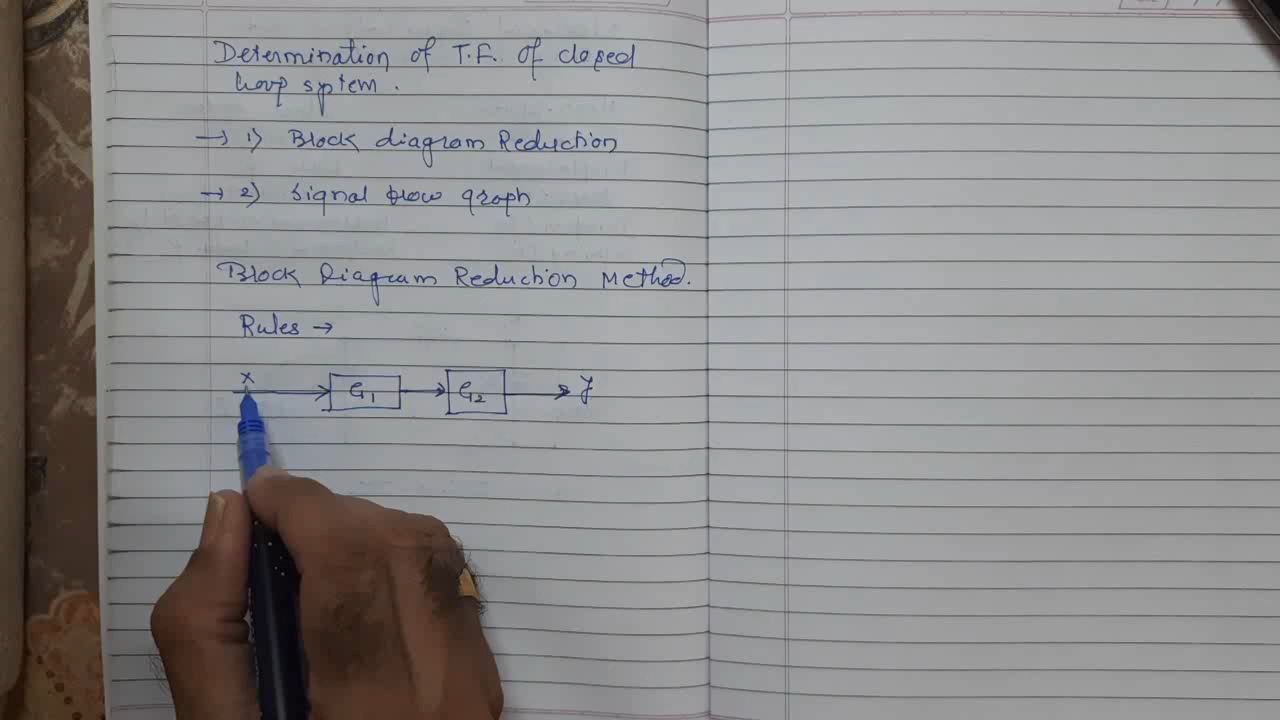 Determination of T.F. of closed
loop system.
→ 1) Block diagram Reduction
→ 2) Signal flow graph
Block Diagram Reduction Method.
Rules →
x G1 G2 y